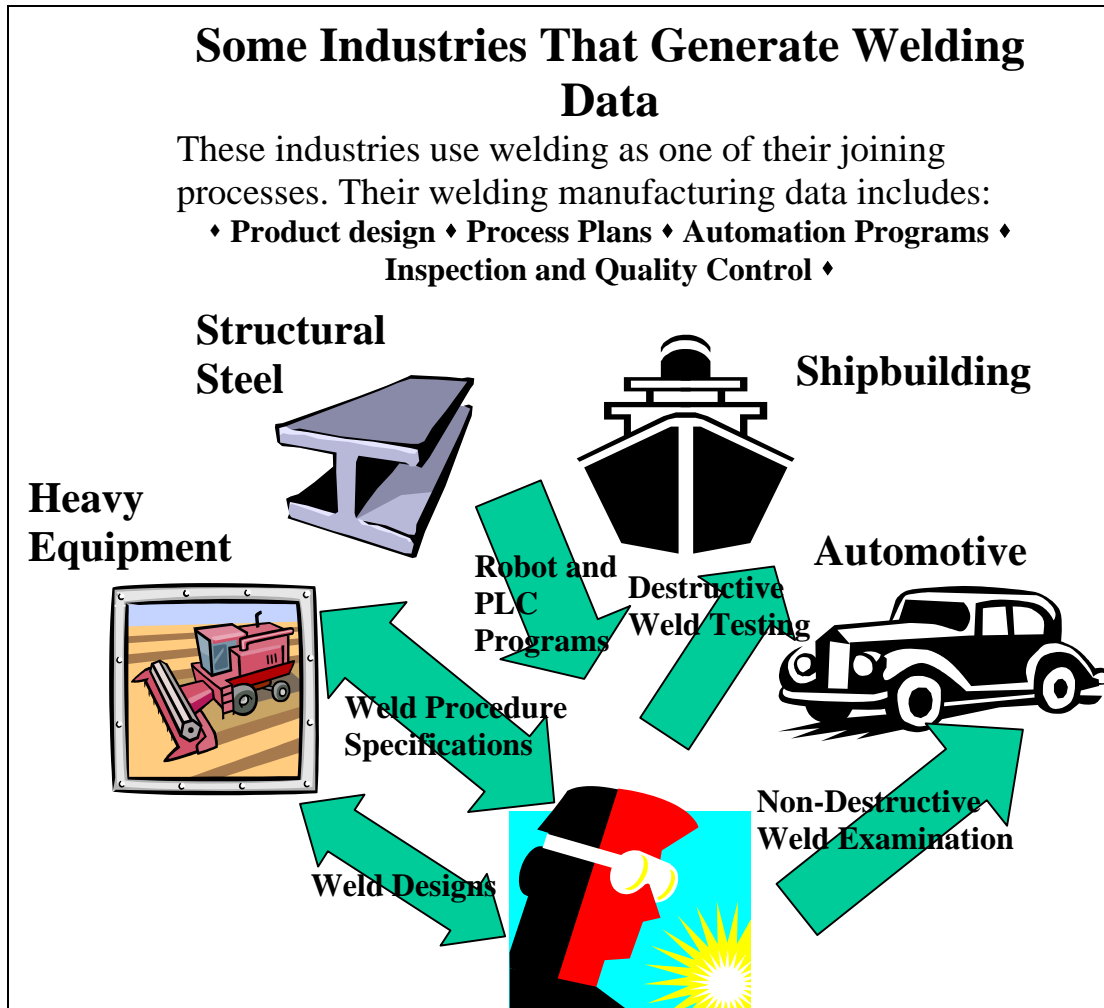 Some Industries That Generate Welding
Data
These industries use welding as one of their joining
processes. Their welding manufacturing data includes:
♦ Product design ♦ Process Plans ♦ Automation Programs ♦
Inspection and Quality Control ♦
Structural
Steel
Shipbuilding
Heavy
Equipment
Automotive
Robot and
PLC
Programs
Destructive
Weld Testing
Weld Procedure
Specifications
Non-Destructive
Weld Examination
Weld Designs